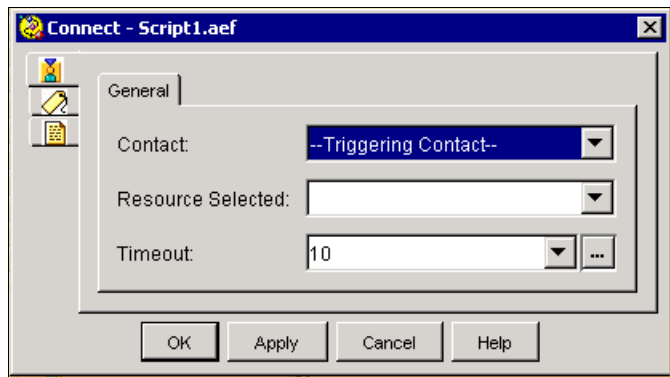 Connect - Script1.aef
General
Contact: --Triggering Contact--
Resource Selected:
Timeout: 10 ...
OK Apply Cancel Help